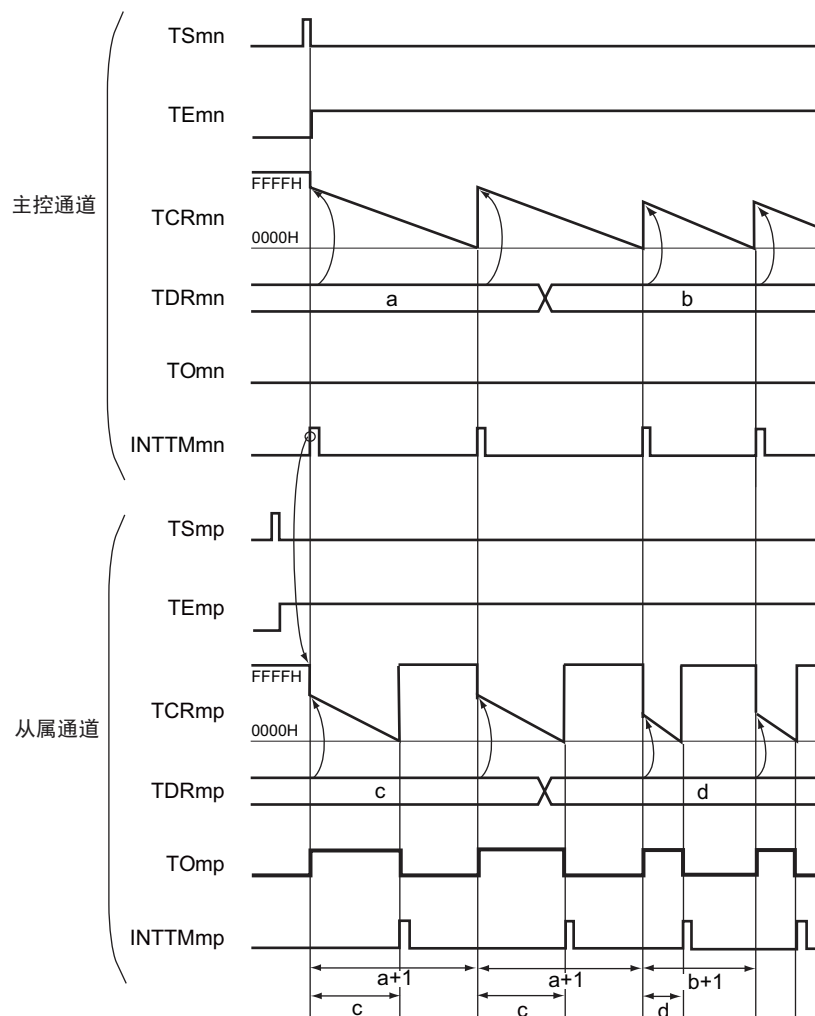 TSmn
TEmn
主控通道
TCRmn
FFFFH
0000H
TDRmn
a
b
TOmn
INTTMmn
TSmp
TEmp
从属通道
TCRmp
FFFFH
0000H
TDRmp
c
d
TOmp
INTTMmp
a+1
a+1
b+1
c
c
d